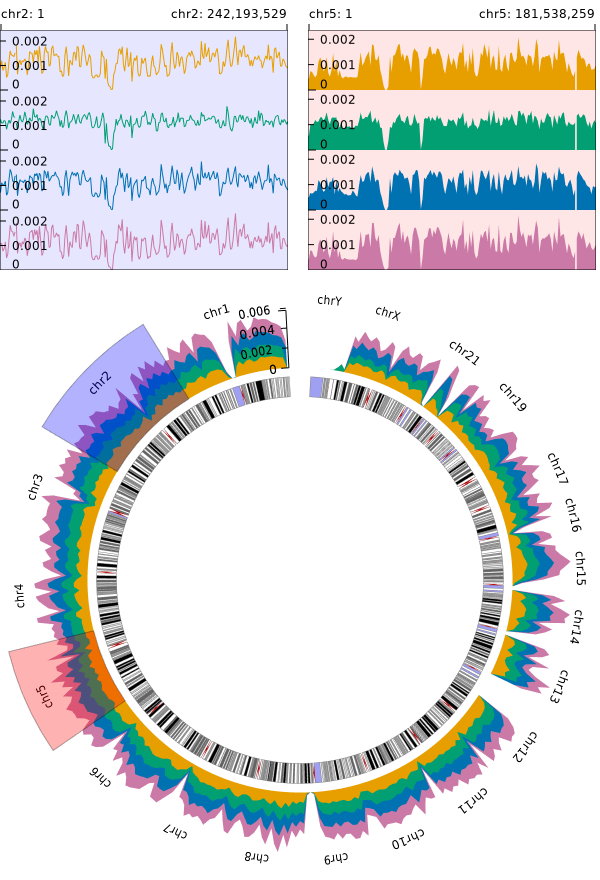 chr2: 1
chr2: 242,193,529
chr5: 1
chr5: 181,538,259
0.002
0.001
0
0.002
0.001
0
0.002
0.001
0
0.002
0.001
0
0.002
0.001
0
0.002
0.001
0
0.002
0.001
0
0.002
0.001
0
chr1
0.006
0.004
0.002
0
chrY
chrX
chr21
chr19
chr17
chr16
chr15
chr14
chr13
chr12
chr11
chr10
chr9
chr8
chr7
chr6
chr5
chr4
chr3
chr2